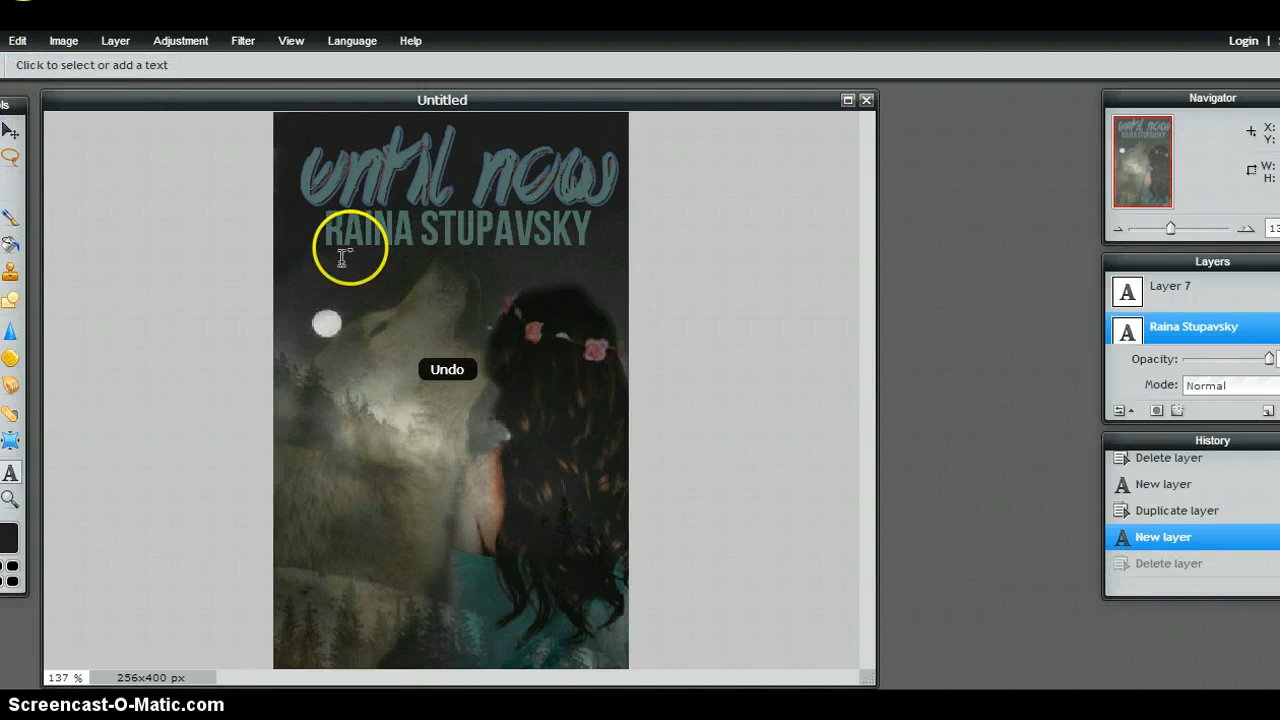 Edit Image Layer Adjustment Filter View Language Help Login |
Click to select or add a text
ls
Untitled
Navigator
X:
Y:
W:
H:
13
until now
RAINA STUPAVSKY
Undo
Layers
A Layer 7
A Raina Stupavsky
Opacity:
Mode: Normal
History
Delete layer
A New layer
Duplicate layer
A New layer
Delete layer
A
137 % 256x400 px
Screencast-O-Matic.com